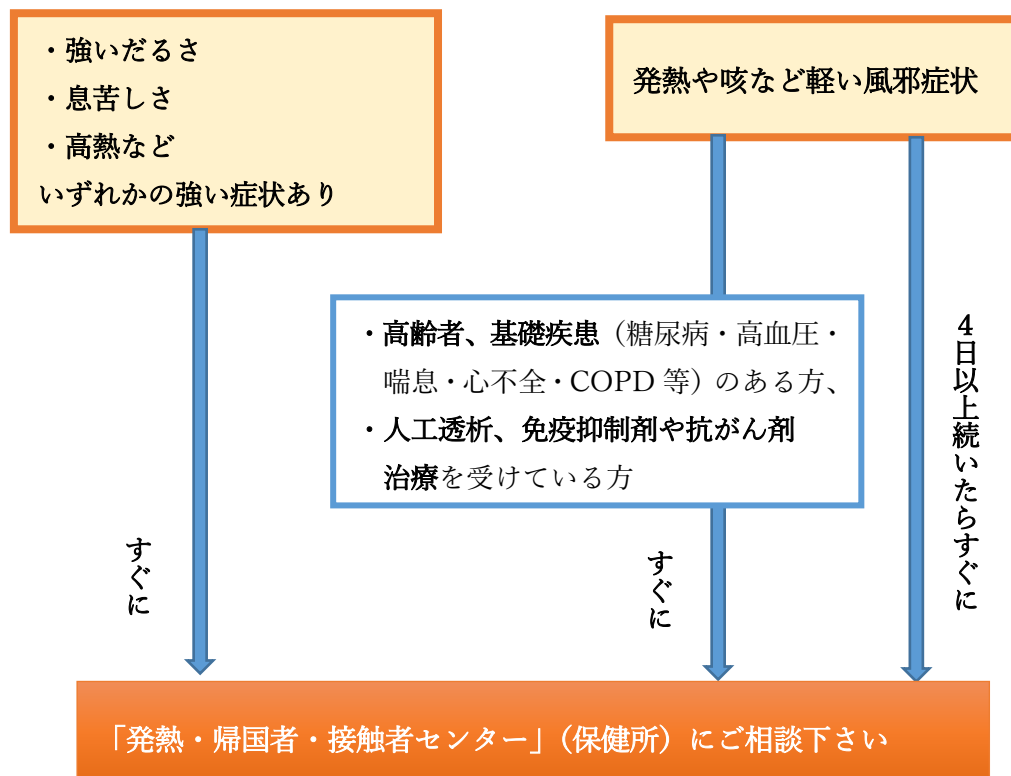 ・強いだるさ
・息苦しさ
・高熱など
いずれかの強い症状あり
発熱や咳など軽い風邪症状
・高齢者、基礎疾患（糖尿病・高血圧・
喘息・心不全・COPD 等）のある方、
・人工透析、免疫抑制剤や抗がん剤
治療を受けている方
すぐに
すぐに
4日以上続いたらすぐに
「発熱・帰国者・接触者センター」（保健所）にご相談下さい